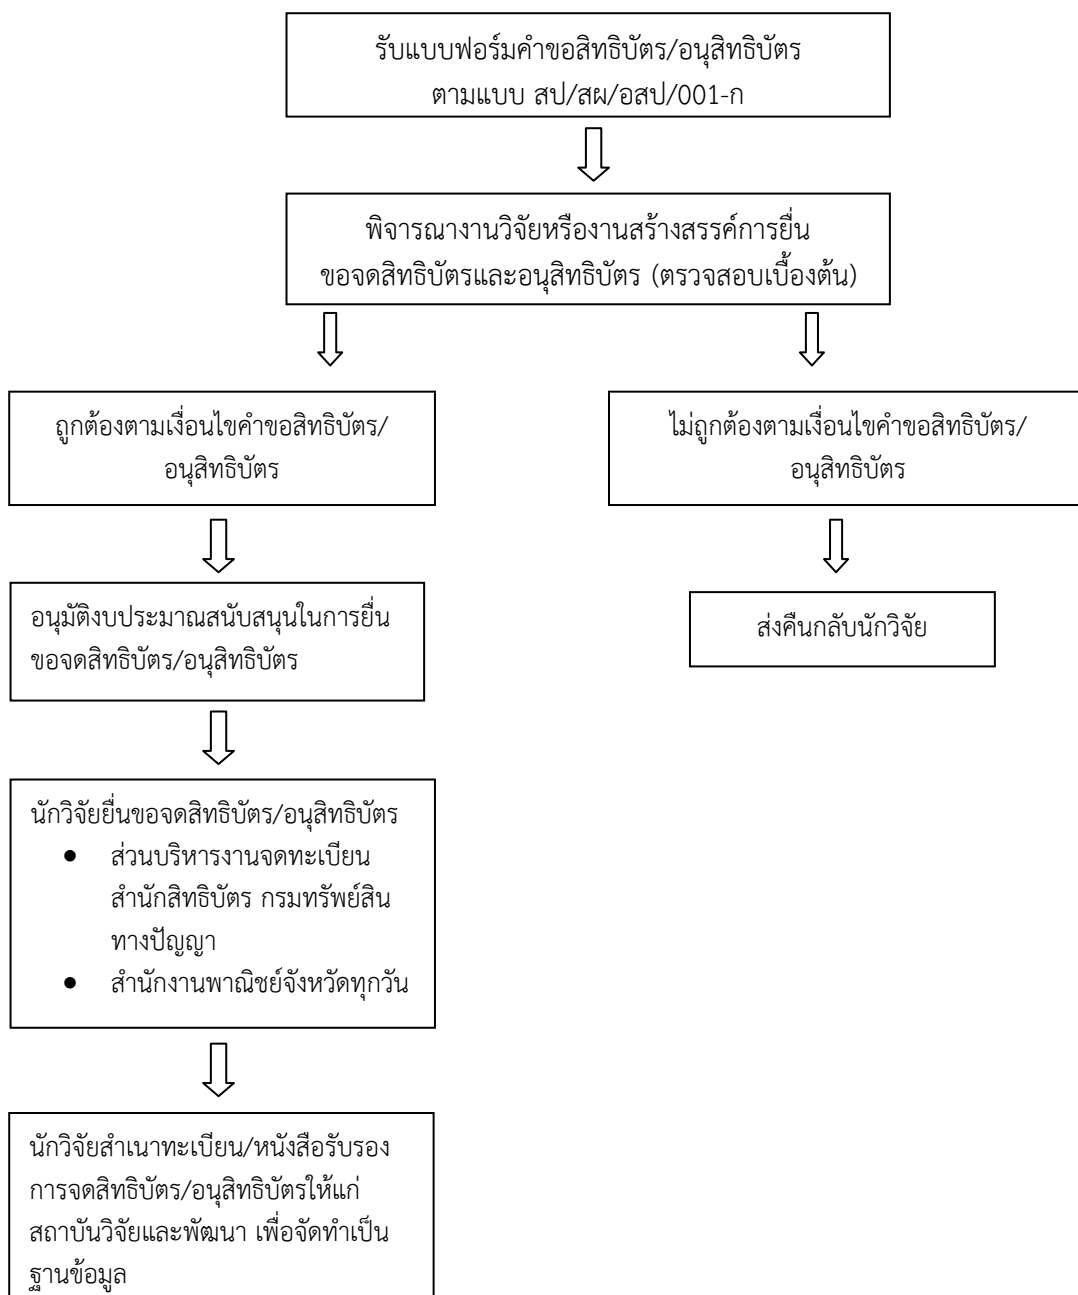 รับแบบฟอร์มคำขอสิทธิบัตร/อนุสิทธิบัตร
ตามแบบ สป/สผ/อสป/001-ก
พิจารณางานวิจัยหรืองานสร้างสรรค์การยื่น
ขอจดสิทธิบัตรและอนุสิทธิบัตร (ตรวจสอบเบื้องต้น)
ถูกต้องตามเงื่อนไขคำขอสิทธิบัตร/
อนุสิทธิบัตร
ไม่ถูกต้องตามเงื่อนไขคำขอสิทธิบัตร/
อนุสิทธิบัตร
อนุมัติงบประมาณสนับสนุนในการยื่น
ขอจดสิทธิบัตร/อนุสิทธิบัตร
ส่งคืนกลับนักวิจัย
นักวิจัยยื่นขอจดสิทธิบัตร/อนุสิทธิบัตร
● ส่วนบริหารงานจดทะเบียน
สำนักสิทธิบัตร กรมทรัพย์สิน
ทางปัญญา
● สำนักงานพาณิชย์จังหวัดทุกวัน
นักวิจัยสำเนาทะเบียน/หนังสือรับรอง
การจดสิทธิบัตร/อนุสิทธิบัตรให้แก่
สถาบันวิจัยและพัฒนา เพื่อจัดทำเป็น
ฐานข้อมูล